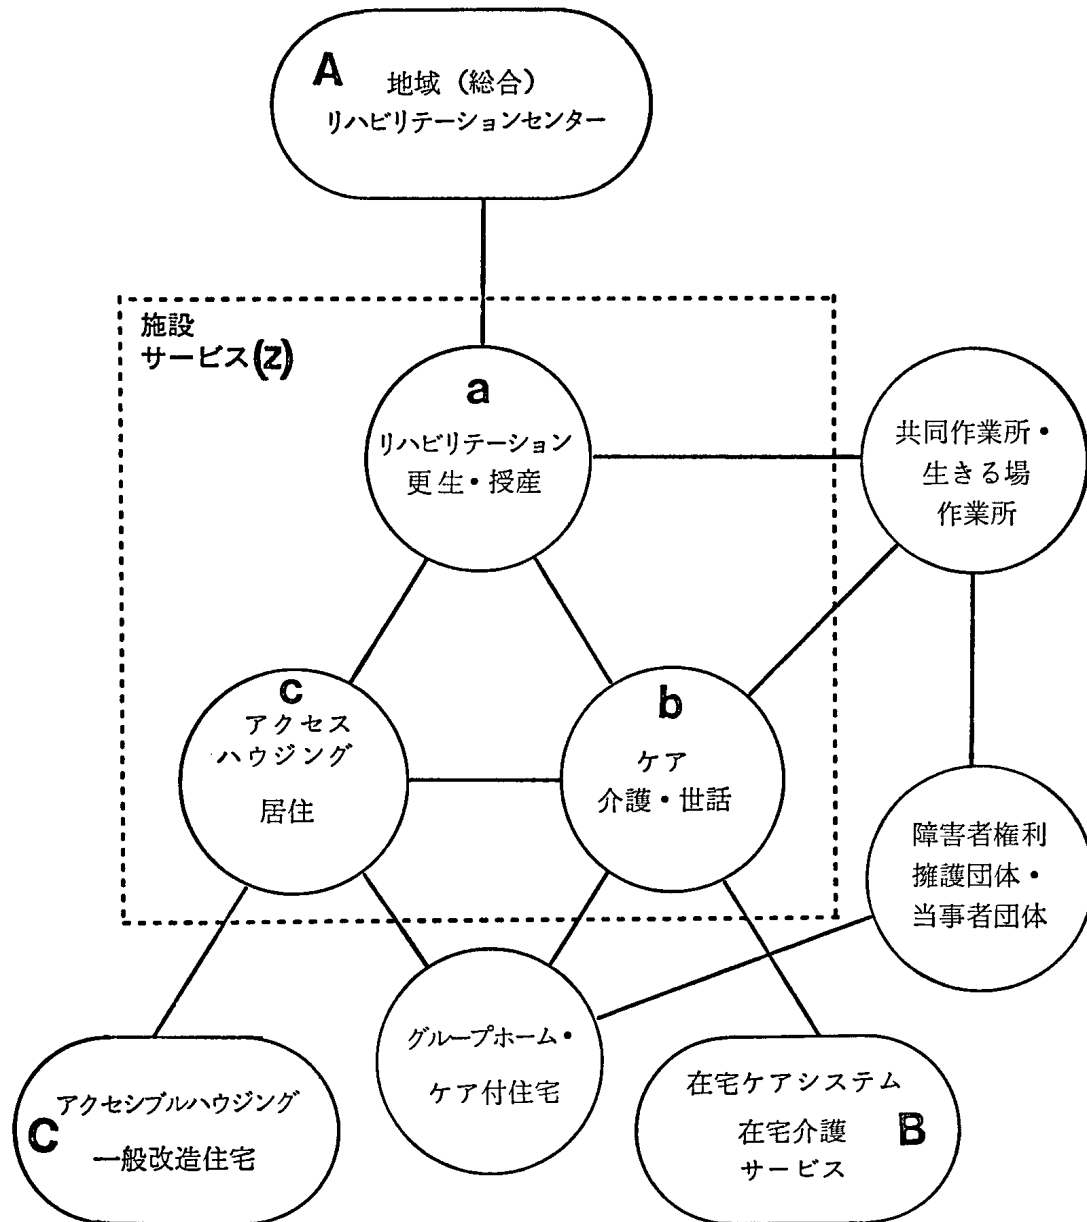 A
地域（総合）
リハビリテーションセンター
施設
サービス(Z)
a
リハビリテーション
更生・授産
共同作業所・
生きる場
作業所
c
アクセス
ハウジング
居住
b
ケア
介護・世話
障害者権利
擁護団体・
当事者団体
グループホーム・
ケア付住宅
アクセシブルハウジング
C
一般改造住宅
在宅ケアシステム
在宅介護
B
サービス